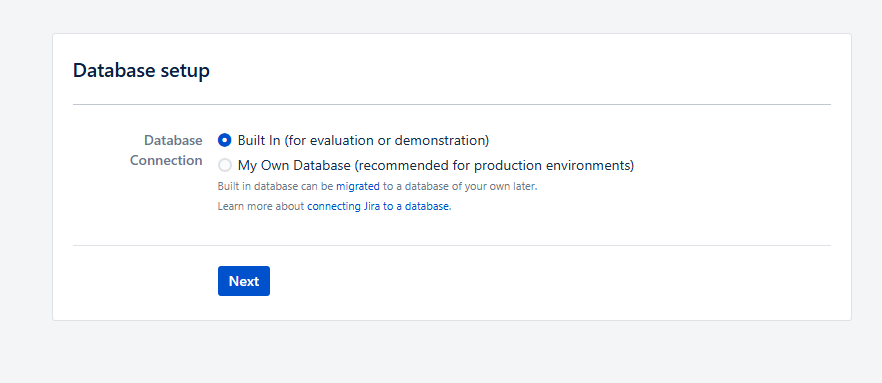 Database setup
Database Connection
Built In (for evaluation or demonstration)
My Own Database (recommended for production environments)
Built in database can be migrated to a database of your own later.
Learn more about connecting Jira to a database.
Next